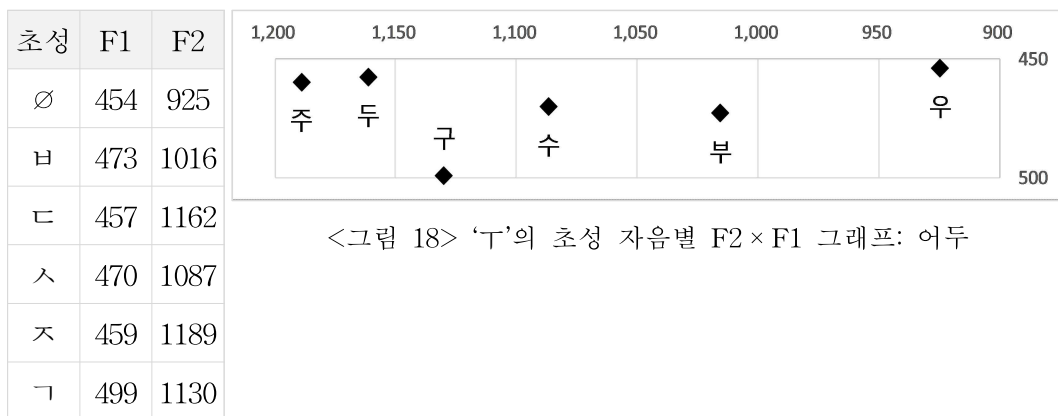 초성 F1 F2
∅ 454 925
ㅂ 473 1016
ㄷ 457 1162
ㅅ 470 1087
ㅈ 459 1189
ㄱ 499 1130
1,200 1,150 1,100 1,050 1,000 950 900
450
주 두 구 수 부 우
500
<그림 18> ‘ㅜ’의 초성 자음별 F2×F1 그래프: 어두